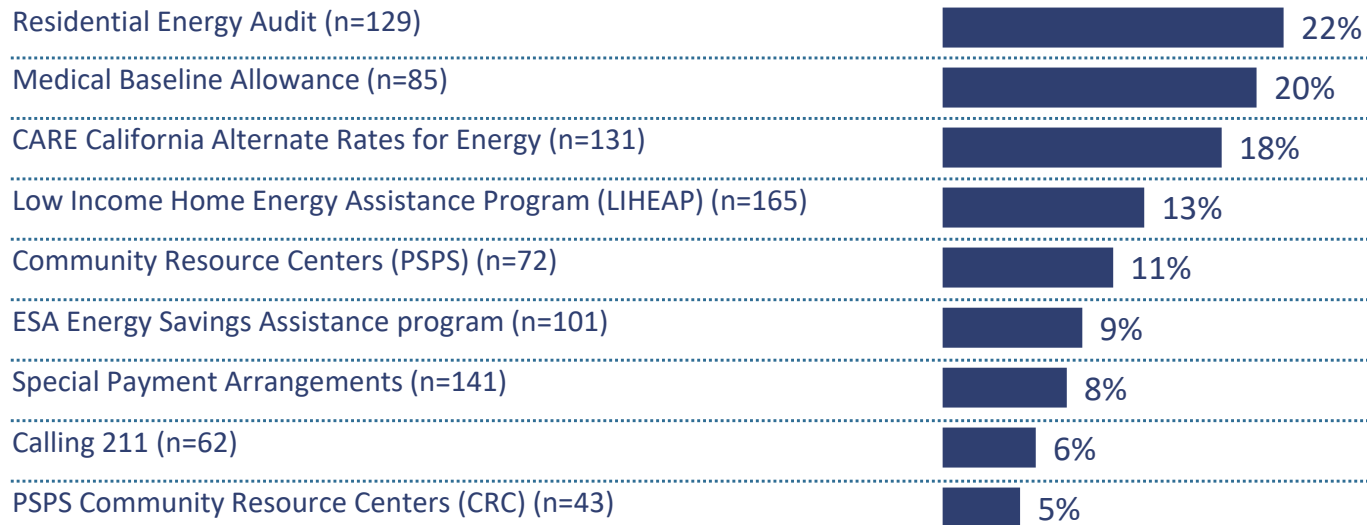 Residential Energy Audit (n=129) 22%
Medical Baseline Allowance (n=85) 20%
CARE California Alternate Rates for Energy (n=131) 18%
Low Income Home Energy Assistance Program (LIHEAP) (n=165) 13%
Community Resource Centers (PSPS) (n=72) 11%
ESA Energy Savings Assistance program (n=101) 9%
Special Payment Arrangements (n=141) 8%
Calling 211 (n=62) 6%
PSPS Community Resource Centers (CRC) (n=43) 5%